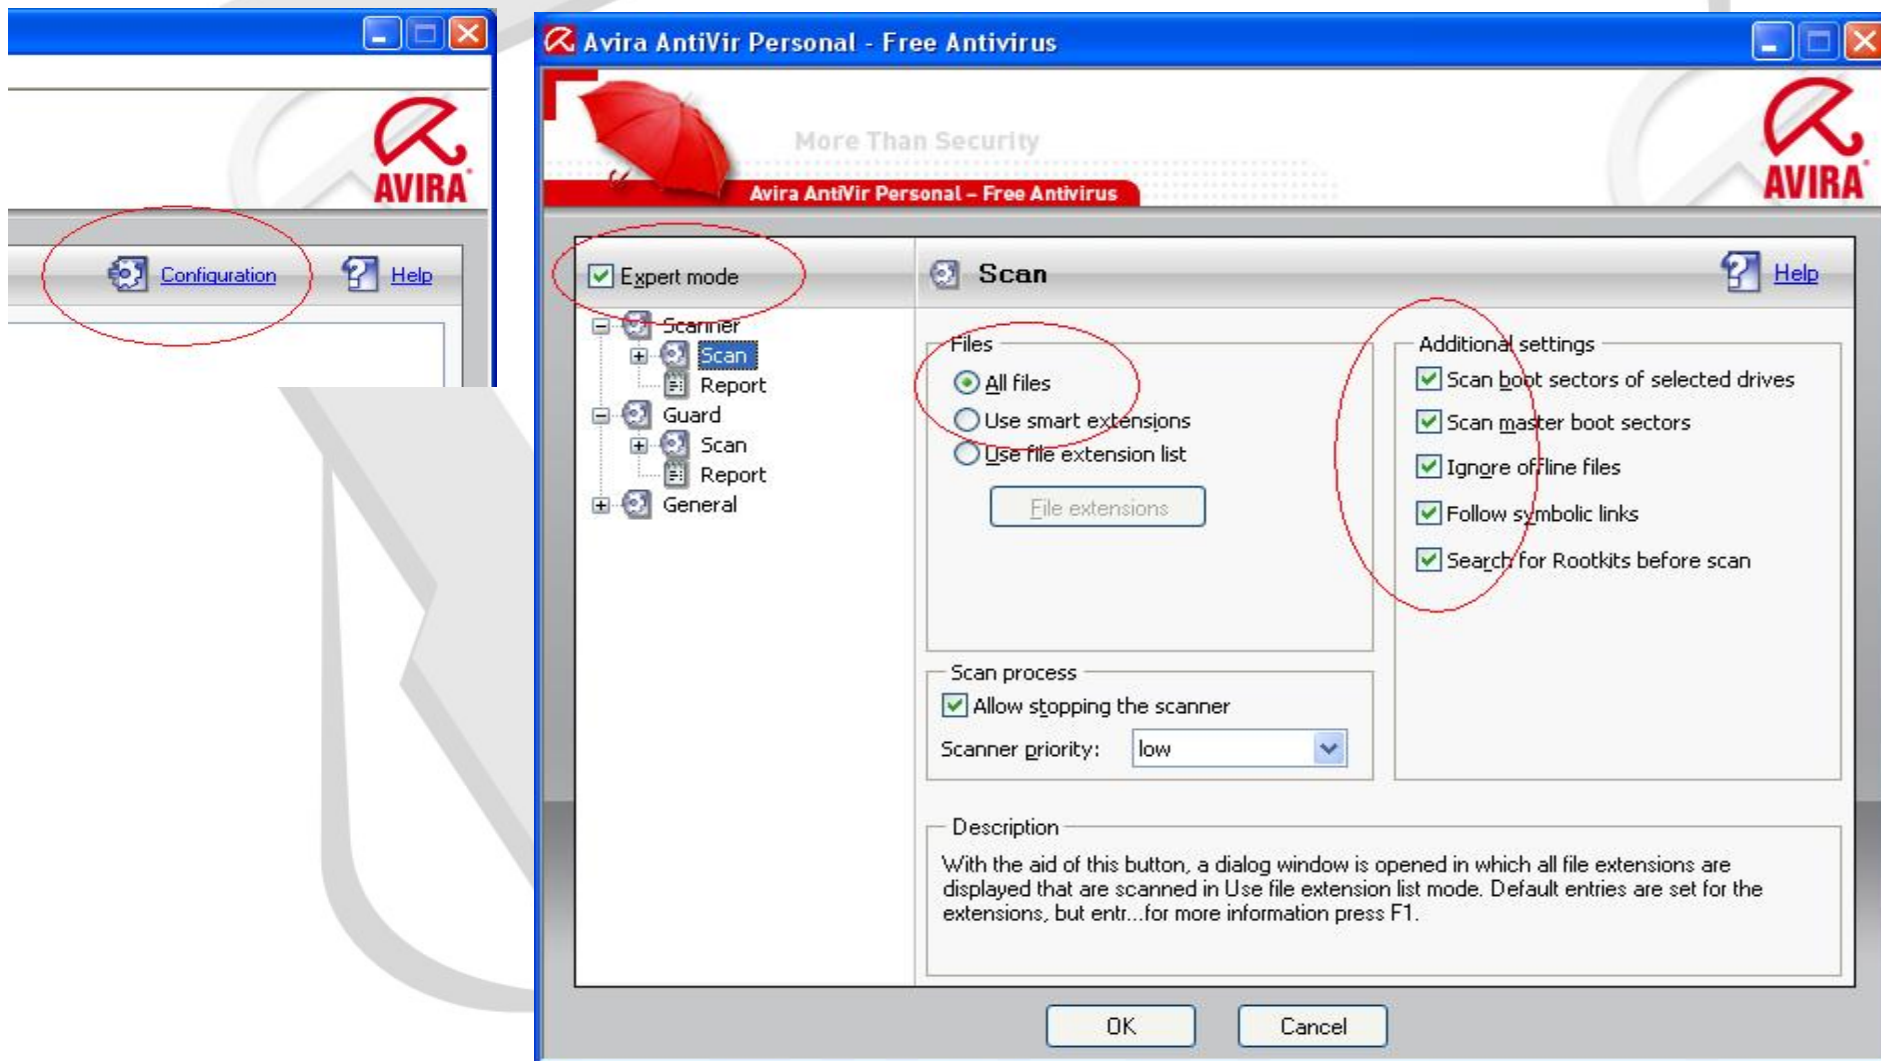 AVIRA
Configuration
Help
Avira AntiVir Personal - Free Antivirus
More Than Security
Avira AntiVir Personal – Free Antivirus
AVIRA
Expert mode
Scanner
Scan
Report
Guard
Scan
Report
General
Scan
Help
Files
All files
Use smart extensions
Use file extension list
File extensions
Additional settings
Scan boot sectors of selected drives
Scan master boot sectors
Ignore offline files
Follow symbolic links
Search for Rootkits before scan
Scan process
Allow stopping the scanner
Scanner priority: low
Description
With the aid of this button, a dialog window is opened in which all file extensions are
displayed that are scanned in Use file extension list mode. Default entries are set for the
extensions, but entr...for more information press F1.
OK Cancel